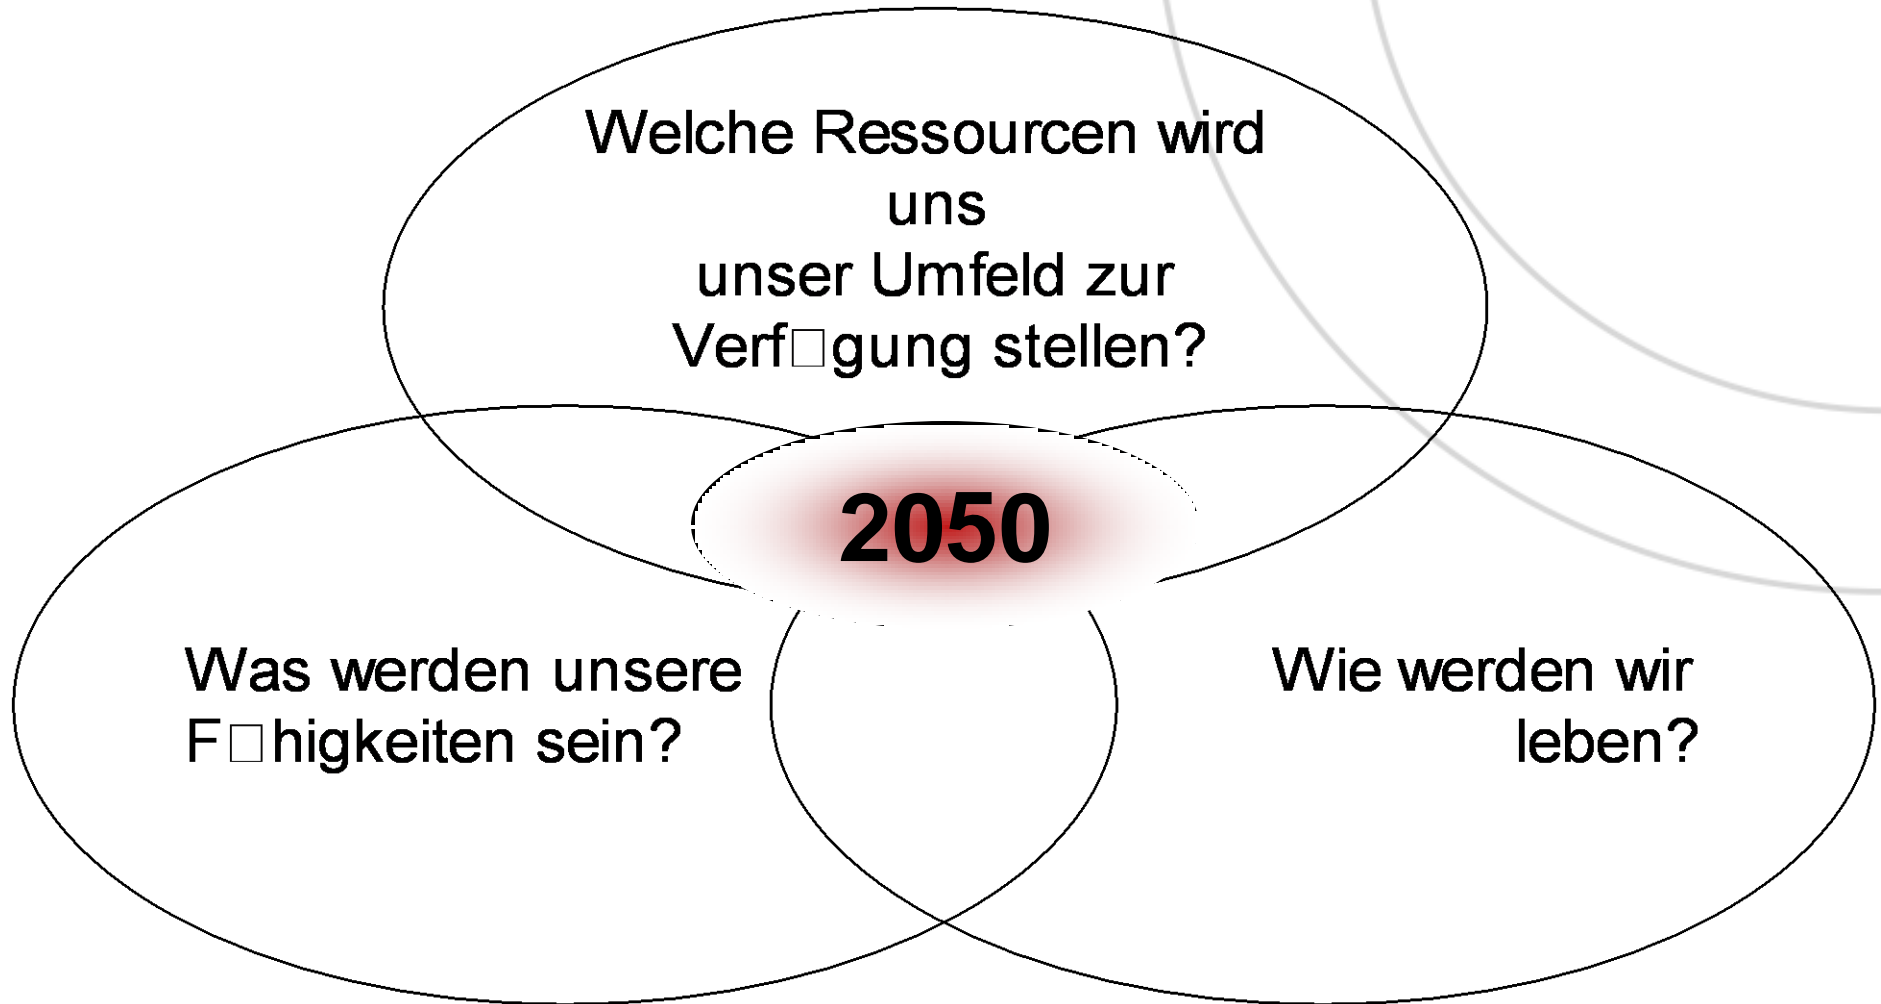 Welche Ressourcen wird
uns
unser Umfeld zur
Verf□gung stellen?
2050
Was werden unsere
F□higkeiten sein?
Wie werden wir
leben?